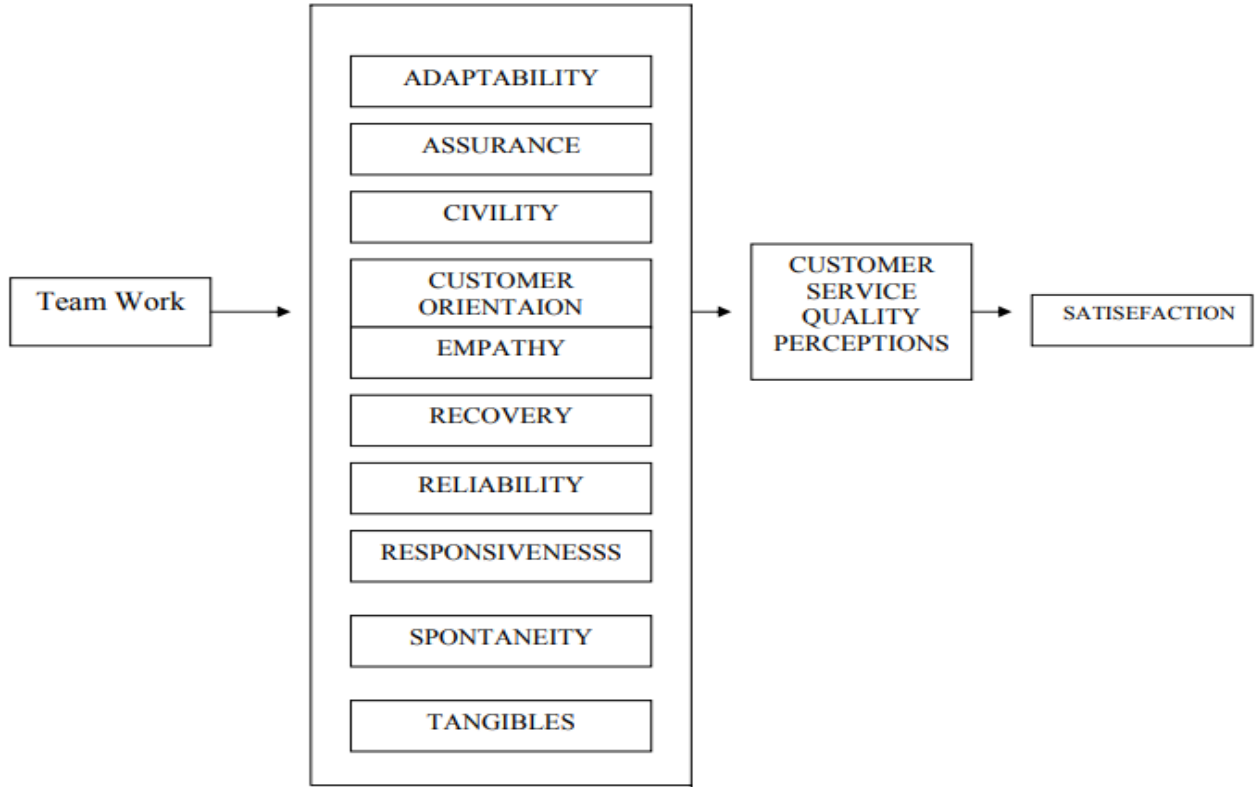 Team Work
ADAPTABILITY
ASSURANCE
CIVILITY
CUSTOMER
ORIENTAION
EMPATHY
RECOVERY
RELIABILITY
RESPONSIVENESSS
SPONTANEITY
TANGIBLES
CUSTOMER
SERVICE
QUALITY
PERCEPTIONS
SATISEFACTION